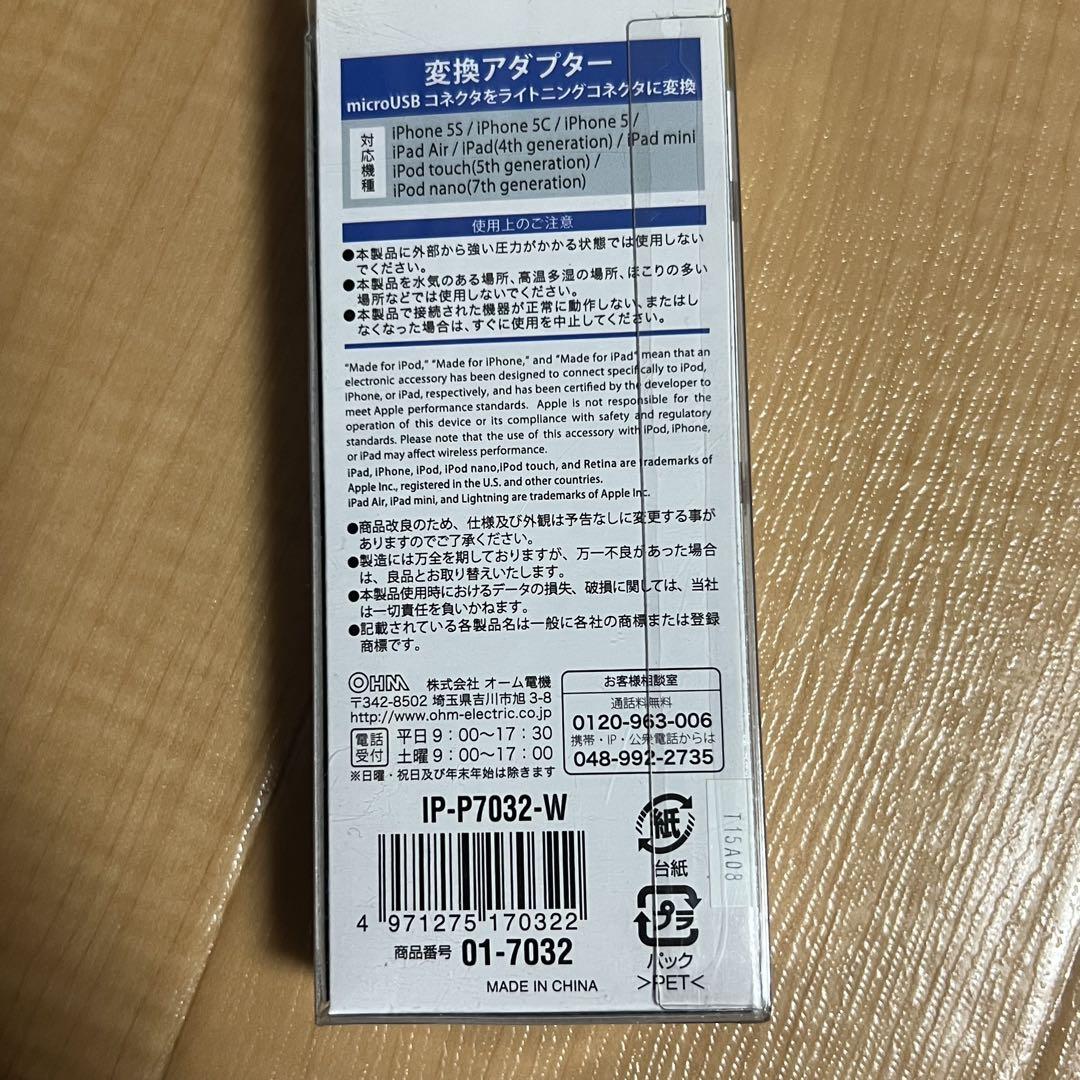 変換アダプター
microUSB コネクタをライトニングコネクタに変換
対応機種
iPhone 5S / iPhone 5C / iPhone 5 /
iPad Air / iPad(4th generation) / iPad mini
iPod touch(5th generation) /
iPod nano(7th generation)
使用上のご注意
●本製品に外部から強い圧力がかかる状態では使用しない
でください。
●本製品を水気のある場所、高温多湿の場所、ほこりの多い
場所などでは使用しないでください。
●本製品で接続された機器が正常に動作しない、またはし
なくなった場合は、すぐに使用を中止してください。
"Made for iPod," "Made for iPhone," and "Made for iPad" mean that an
electronic accessory has been designed to connect specifically to iPod,
iPhone, or iPad, respectively, and has been certified by the developer to
meet Apple performance standards. Apple is not responsible for the
operation of this device or its compliance with safety and regulatory
standards. Please note that the use of this accessory with iPod, iPhone,
or iPad may affect wireless performance.
iPad, iPhone, iPod, iPod nano,iPod touch, and Retina are trademarks of
Apple Inc., registered in the U.S. and other countries.
iPad Air, iPad mini, and Lightning are trademarks of Apple Inc.
●商品改良のため、仕様及び外観は予告なしに変更する事が
ありますのでご了承ください。
●製造には万全を期しておりますが、万一不良があった場合
は、良品とお取り替えいたします。
●本製品使用時におけるデータの損失、破損に関しては、当社
は一切責任を負いかねます。
●記載されている各製品名は一般に各社の商標または登録
商標です。
OHM 株式会社 オーム電機
〒342-8502 埼玉県吉川市旭 3-8
http://www.ohm-electric.co.jp
電話受付
平日 9:00～17:30
土曜 9:00～17:00
※日曜・祝日及び年末年始は除きます
お客様相談室
通話料無料
0120-963-006
携帯・IP・公衆電話からは
048-992-2735
IP-P7032-W
4 971275 170322
商品番号 01-7032
MADE IN CHINA
紙
台紙
プラ
パック
>PET<
T15A08